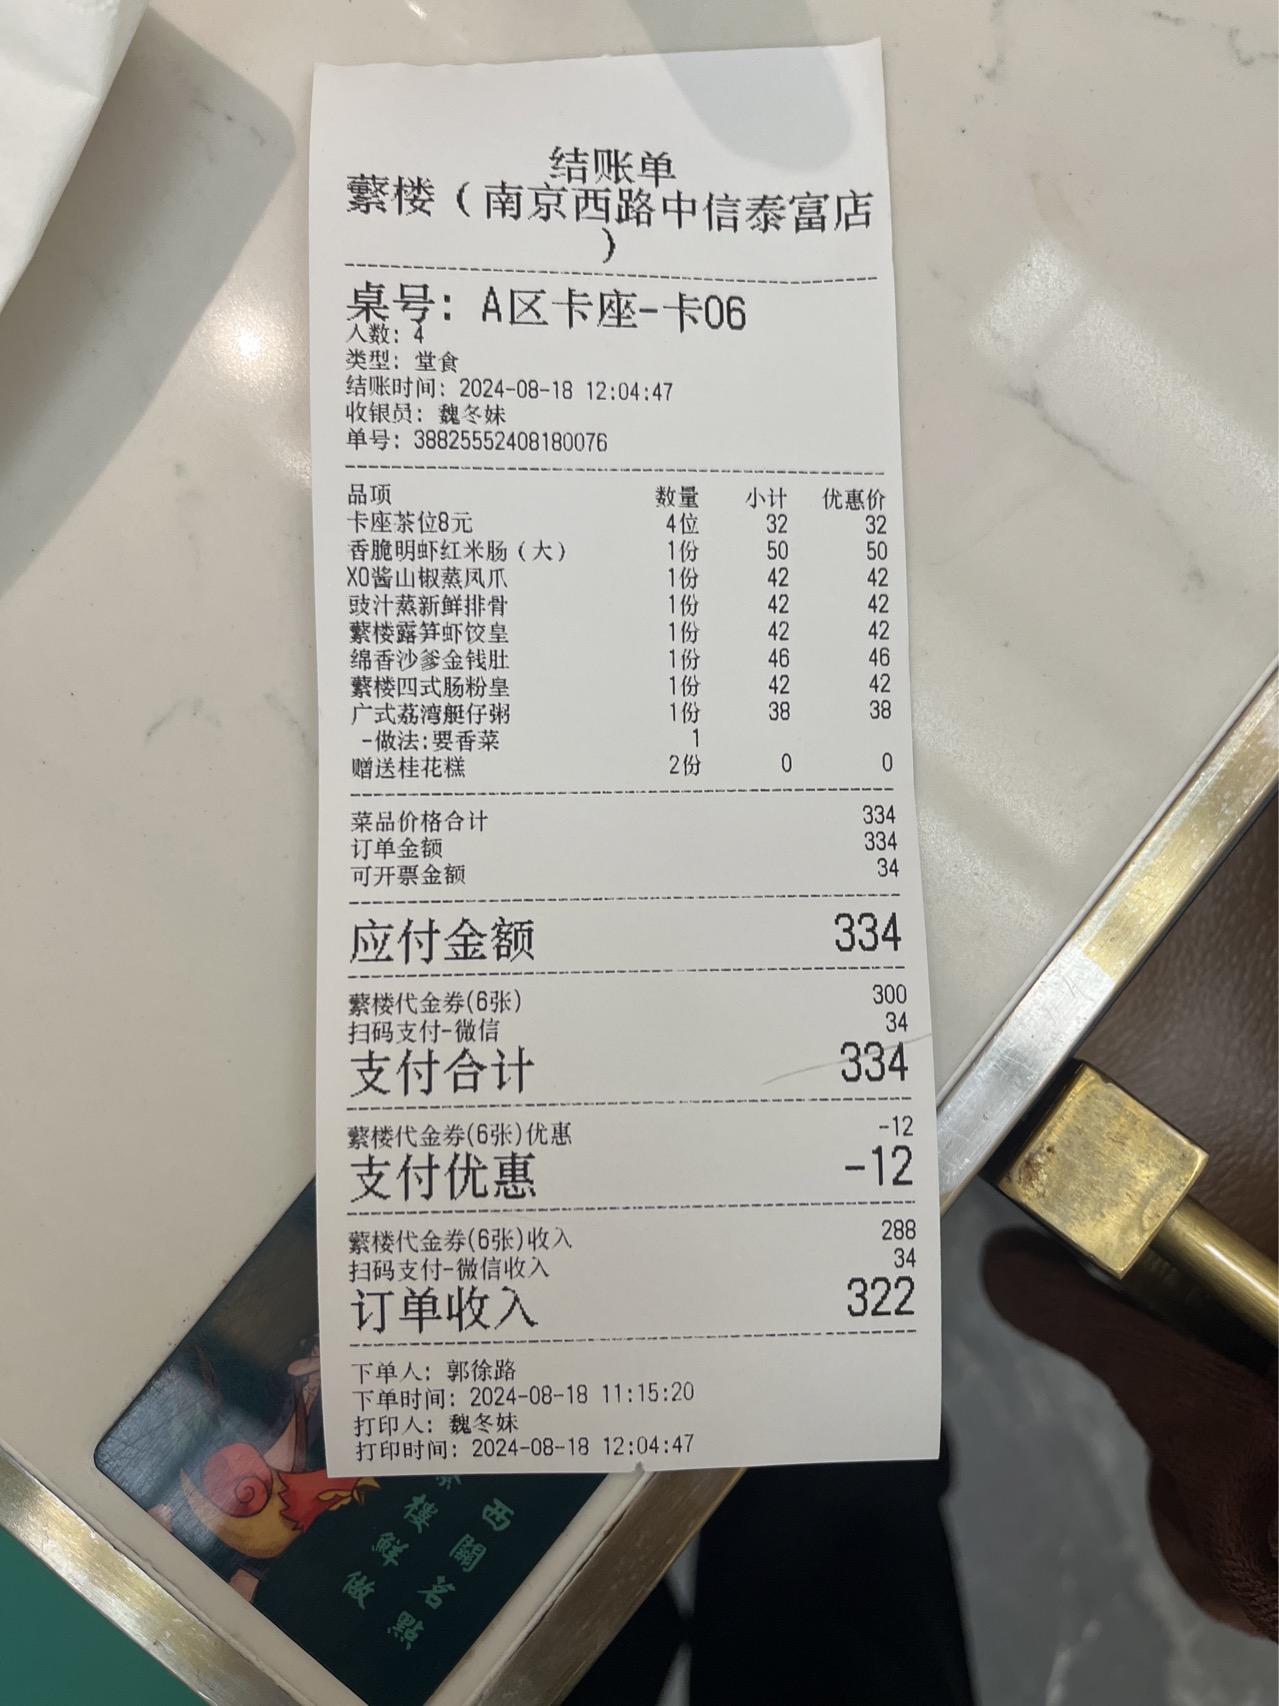 结账单
蘩楼（南京西路中信泰富店
）
桌号: A区卡座-卡06
人数: 4
类型: 堂食
结账时间: 2024-08-18 12:04:47
收银员: 魏冬妹
单号: 38825552408180076
品项 数量 小计 优惠价
卡座茶位8元 4位 32 32
香脆明虾红米肠（大） 1份 50 50
XO酱山椒蒸凤爪 1份 42 42
豉汁蒸新鲜排骨 1份 42 42
蘩楼露笋虾饺皇 1份 42 42
绵香沙爹金钱肚 1份 46 46
蘩楼四式肠粉皇 1份 42 42
广式荔湾艇仔粥 1份 38 38
-做法:要香菜 1
赠送桂花糕 2份 0 0
菜品价格合计 334
订单金额 334
可开票金额 34
应付金额 334
蘩楼代金券(6张) 300
扫码支付-微信 34
支付合计 334
蘩楼代金券(6张)优惠 -12
支付优惠 -12
蘩楼代金券(6张)收入 288
扫码支付-微信收入 34
订单收入 322
下单人: 郭徐路
下单时间: 2024-08-18 11:15:20
打印人: 魏冬妹
打印时间: 2024-08-18 12:04:47
西關茗點
樓鮮做